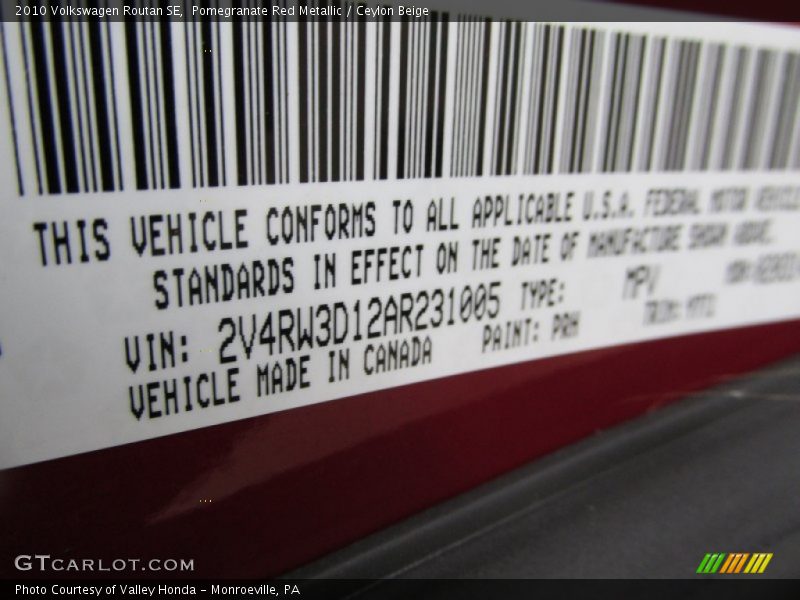 2010 Volkswagen Routan SE, Pomegranate Red Metallic / Ceylon Beige
THIS VEHICLE CONFORMS TO ALL APPLICABLE U.S.A. FEDERAL MOTOR VEHICLE
STANDARDS IN EFFECT ON THE DATE OF MANUFACTURE SHOWN ABOVE.
VIN: 2V4RW3D12AR231005 TYPE: MPV
VEHICLE MADE IN CANADA PAINT: PRH TRIM:
GTCARLOT.COM
Photo Courtesy of Valley Honda - Monroeville, PA